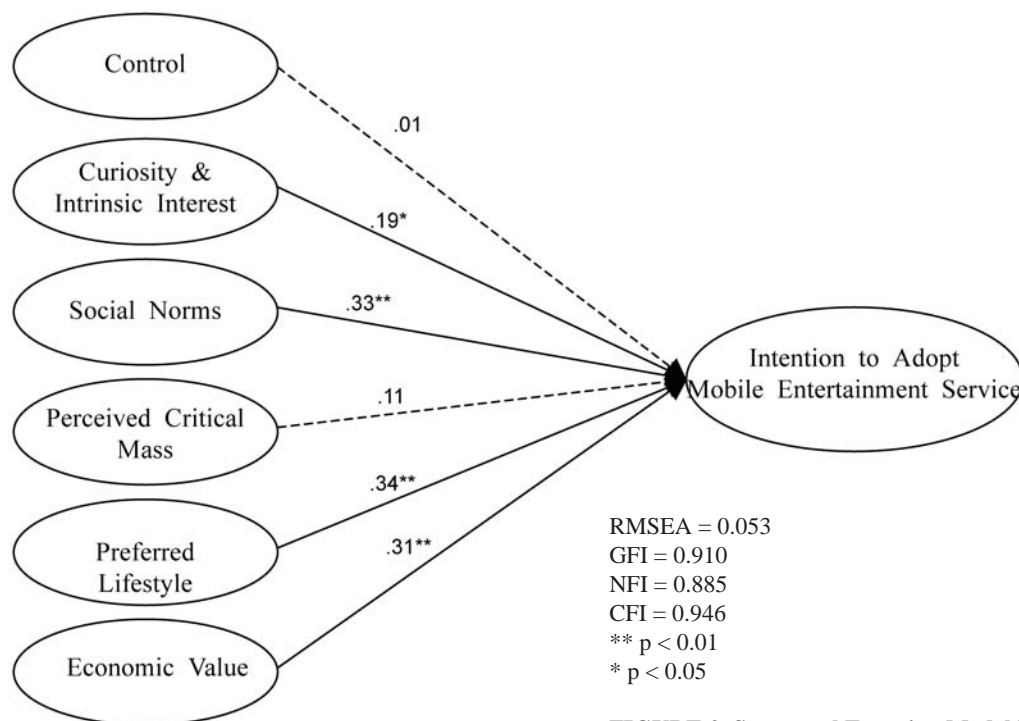 Control
.01
Curiosity &
Intrinsic Interest
.19*
Social Norms
.33**
Intention to Adopt
Mobile Entertainment Service
.11
Perceived Critical
Mass
.34**
Preferred
Lifestyle
.31**
Economic Value
RMSEA = 0.053
GFI = 0.910
NFI = 0.885
CFI = 0.946
** p < 0.01
* p < 0.05